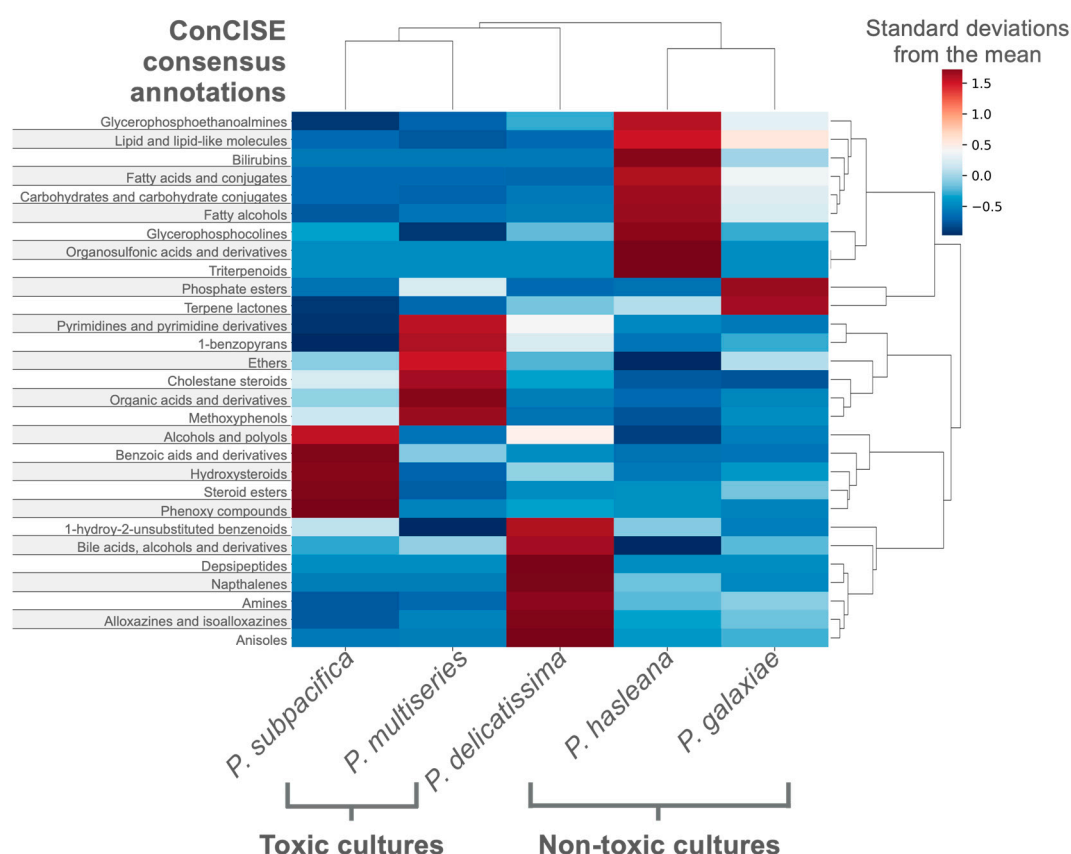 ConCISE
consensus
annotations
Standard deviations
from the mean
1.5
1.0
0.5
0.0
−0.5
Glycerophosphoethanoalmines
Lipid and lipid-like molecules
Bilirubins
Fatty acids and conjugates
Carbohydrates and carbohydrate conjugates
Fatty alcohols
Glycerophosphocolines
Organosulfonic acids and derivatives
Triterpenoids
Phosphate esters
Terpene lactones
Pyrimidines and pyrimidine derivatives
1-benzopyrans
Ethers
Cholestane steroids
Organic acids and derivatives
Methoxyphenols
Alcohols and polyols
Benzoic aids and derivatives
Hydroxysteroids
Steroid esters
Phenoxy compounds
1-hydroy-2-unsubstituted benzenoids
Bile acids, alcohols and derivatives
Depsipeptides
Napthalenes
Amines
Alloxazines and isoalloxazines
Anisoles
P. subpacifica
P. multiseries
P. delicatissima
P. hasleana
P. galaxiae
Toxic cultures
Non-toxic cultures